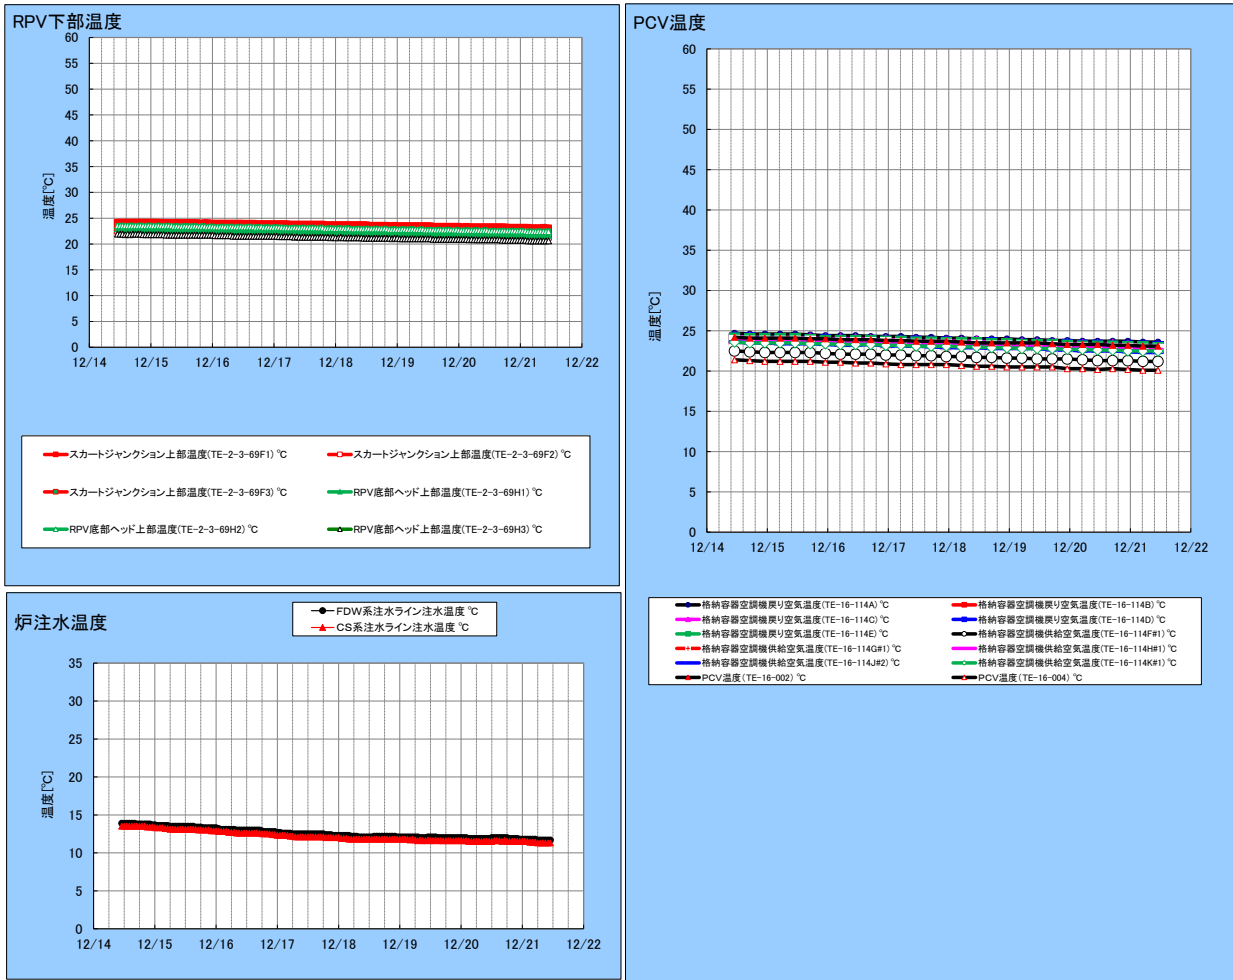 RPV下部温度
60
55
50
45
40
35
30
25
20
15
10
5
0
温度[℃]
12/14 12/15 12/16 12/17 12/18 12/19 12/20 12/21 12/22
スカートジャンクション上部温度(TE-2-3-69F1) ℃ スカートジャンクション上部温度(TE-2-3-69F2) ℃
スカートジャンクション上部温度(TE-2-3-69F3) ℃ RPV底部ヘッド上部温度(TE-2-3-69H1) ℃
RPV底部ヘッド上部温度(TE-2-3-69H2) ℃ RPV底部ヘッド上部温度(TE-2-3-69H3) ℃
炉注水温度
FDW系注水ライン注水温度 ℃
CS系注水ライン注水温度 ℃
35
30
25
20
15
10
5
0
温度[℃]
12/14 12/15 12/16 12/17 12/18 12/19 12/20 12/21 12/22
PCV温度
60
55
50
45
40
35
30
25
20
15
10
5
0
温度[℃]
12/14 12/15 12/16 12/17 12/18 12/19 12/20 12/21 12/22
格納容器空調機戻り空気温度(TE-16-114A) ℃ 格納容器空調機戻り空気温度(TE-16-114B) ℃
格納容器空調機戻り空気温度(TE-16-114C) ℃ 格納容器空調機戻り空気温度(TE-16-114D) ℃
格納容器空調機戻り空気温度(TE-16-114E) ℃ 格納容器空調機供給空気温度(TE-16-114F#1) ℃
格納容器空調機供給空気温度(TE-16-114G#1) ℃ 格納容器空調機供給空気温度(TE-16-114H#1) ℃
格納容器空調機供給空気温度(TE-16-114J#2) ℃ 格納容器空調機供給空気温度(TE-16-114K#1) ℃
PCV温度(TE-16-002) ℃ PCV温度(TE-16-004) ℃